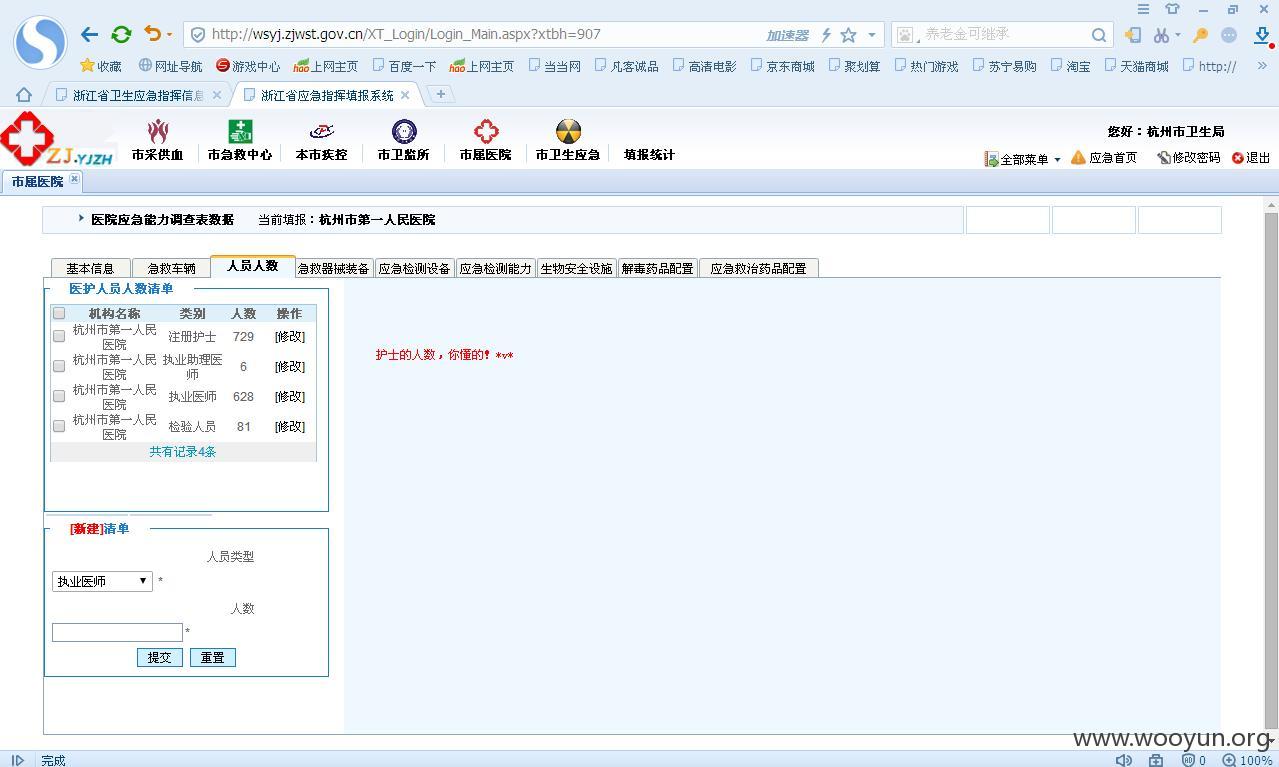 http://wsyj.zjwst.gov.cn/XT_Login/Login_Main.aspx?xtbh=907 加速器 养老金可继承
收藏 网址导航 游戏中心 上网主页 百度一下 上网主页 当当网 凡客诚品 高清电影 京东商城 聚划算 热门游戏 苏宁易购 淘宝 天猫商城 http://
浙江省卫生应急指挥信息 浙江省应急指挥填报系统
您好：杭州市卫生局
ZJ.YJZH 市采供血 市急救中心 本市疾控 市卫监所 市属医院 市卫生应急 填报统计
全部菜单 应急首页 修改密码 退出
市属医院
医院应急能力调查表数据 当前填报：杭州市第一人民医院
基本信息 急救车辆 人员人数 急救器械装备 应急检测设备 应急检测能力 生物安全设施 解毒药品配置 应急救治药品配置
医护人员人数清单
机构名称 类别 人数 操作
杭州市第一人民医院 注册护士 729 [修改]
杭州市第一人民医院 执业助理医师 6 [修改]
杭州市第一人民医院 执业医师 628 [修改]
杭州市第一人民医院 检验人员 81 [修改]
共有记录4条
护士的人数，你懂的！*v*
[新建]清单
人员类型
执业医师 *
人数
*
提交 重置
www.wooyun.org
完成 0 100%